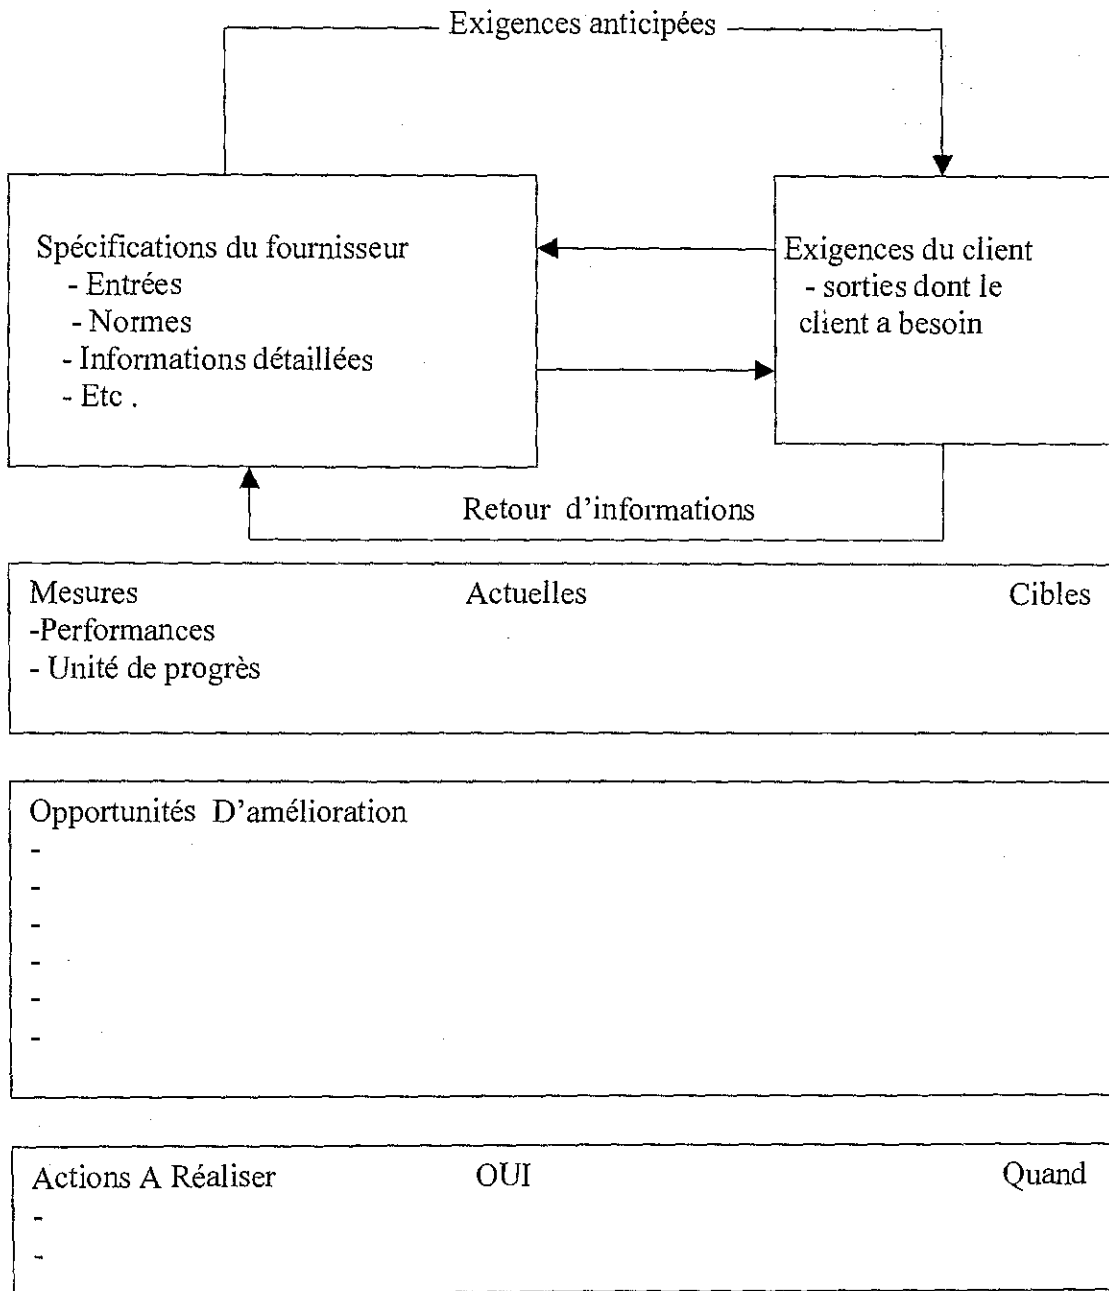 Exigences anticipées
Spécifications du fournisseur
- Entrées
- Normes
- Informations détaillées
- Etc .
Exigences du client
- sorties dont le
client a besoin
Retour d'informations
Mesures Actuelles Cibles
-Performances
- Unité de progrès
Opportunités D'amélioration
-
-
-
-
-
-
Actions A Réaliser OUI Quand
-
-